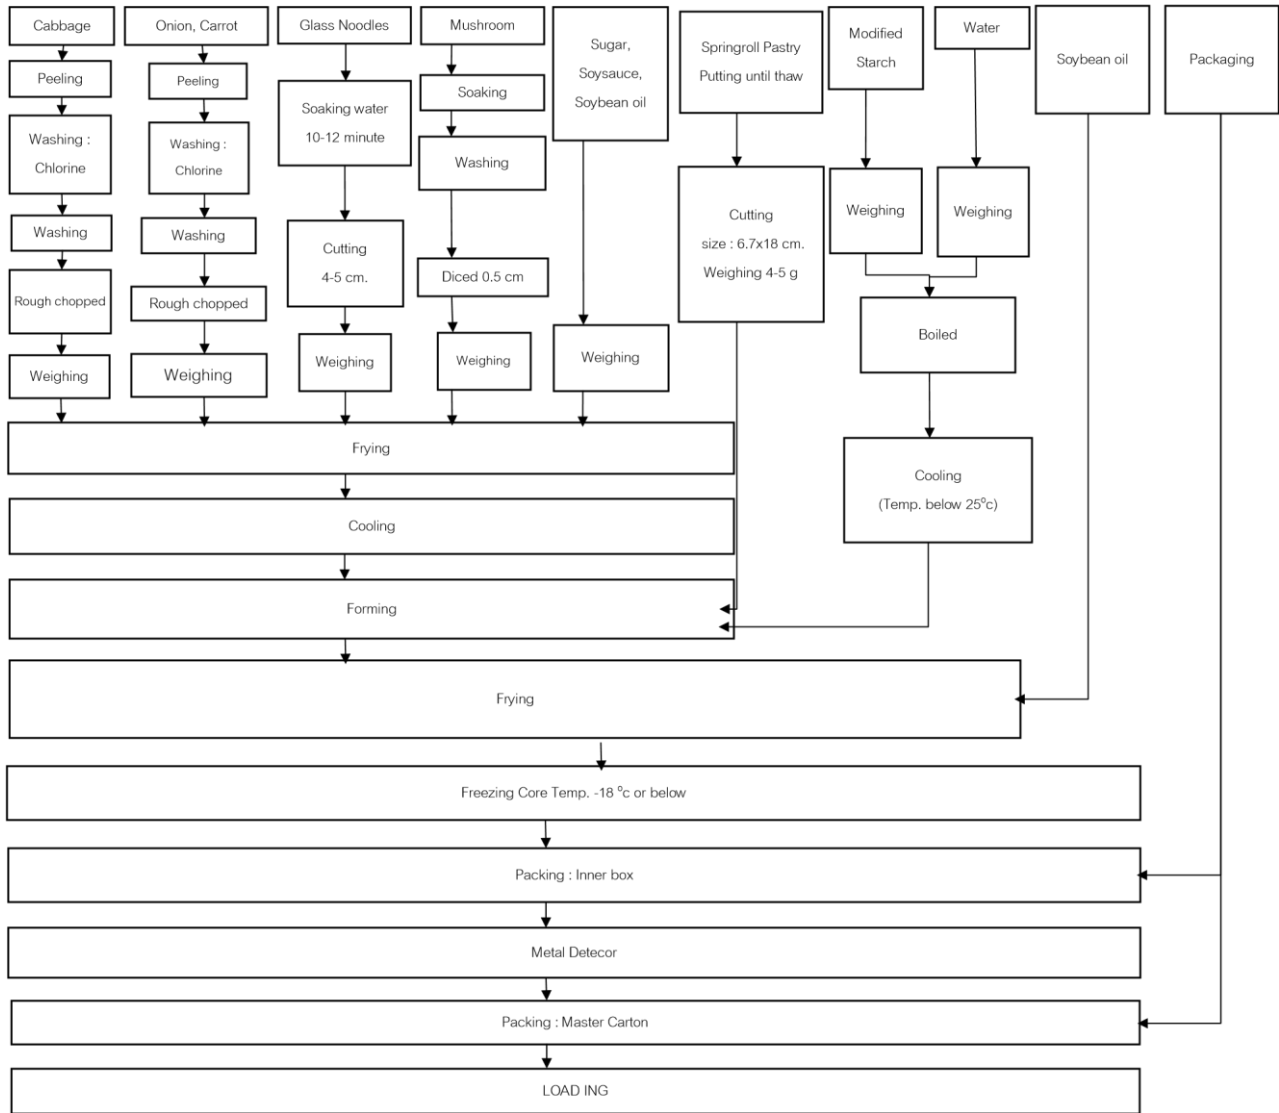 Cabbage
Onion, Carrot
Glass Noodles
Mushroom
Sugar,
Soysauce,
Soybean oil
Springroll Pastry
Putting until thaw
Modified
Starch
Water
Soybean oil
Packaging
Peeling
Peeling
Soaking water
10-12 minute
Soaking
Washing :
Chlorine
Washing :
Chlorine
Washing
Cutting
size : 6.7x18 cm.
Weighing 4-5 g
Weighing
Weighing
Washing
Washing
Cutting
4-5 cm.
Diced 0.5 cm
Rough chopped
Rough chopped
Boiled
Weighing
Weighing
Weighing
Weighing
Weighing
Frying
Cooling
(Temp. below 25°c)
Cooling
Forming
Frying
Freezing Core Temp. -18 °c or below
Packing : Inner box
Metal Detecor
Packing : Master Carton
LOAD ING